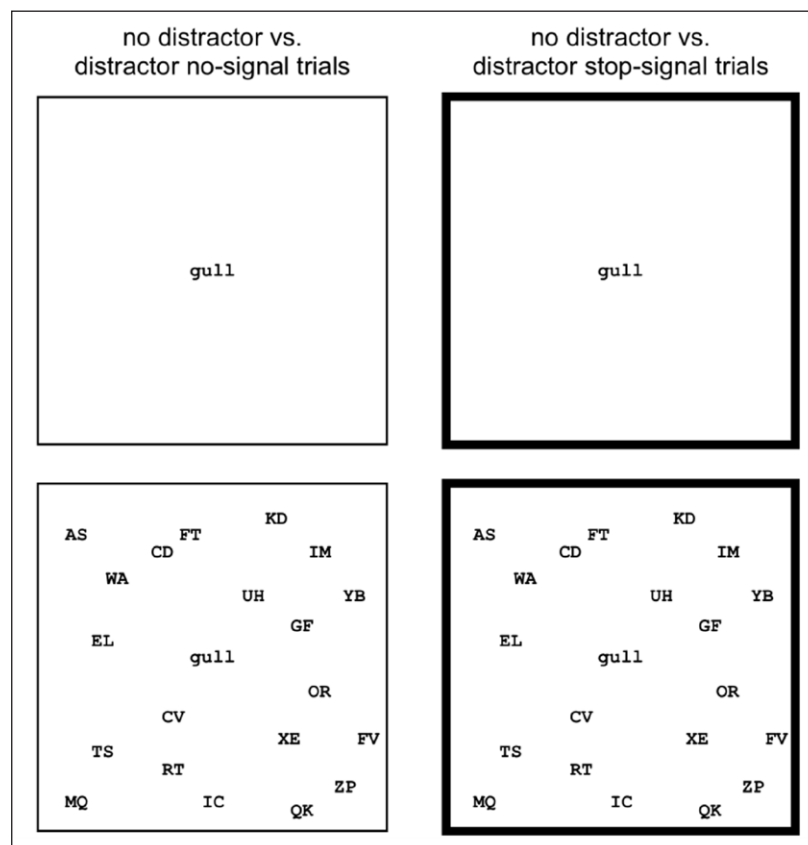 no distractor vs.
distractor no-signal trials
no distractor vs.
distractor stop-signal trials
gull
gull
KD
AS FT
CD IM
WA
UH YB
GF
EL
gull
OR
CV
XE FV
TS
RT
ZP
MQ IC
QK
KD
AS FT
CD IM
WA
UH YB
GF
EL
gull
OR
CV
XE FV
TS
RT
ZP
MQ IC
QK